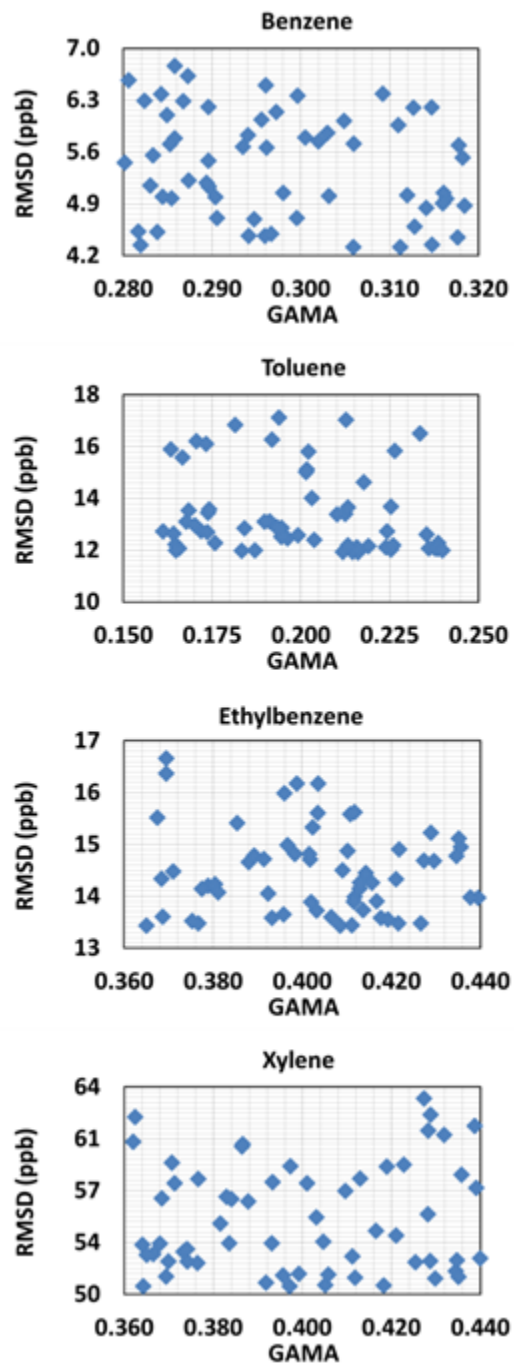 Benzene
RMSD (ppb)
7.0
6.3
5.6
4.9
4.2
0.280 0.290 0.300 0.310 0.320
GAMA
Toluene
RMSD (ppb)
18
16
14
12
10
0.150 0.175 0.200 0.225 0.250
GAMA
Ethylbenzene
RMSD (ppb)
17
16
15
14
13
0.360 0.380 0.400 0.420 0.440
GAMA
Xylene
RMSD (ppb)
64
61
57
54
50
0.360 0.380 0.400 0.420 0.440
GAMA